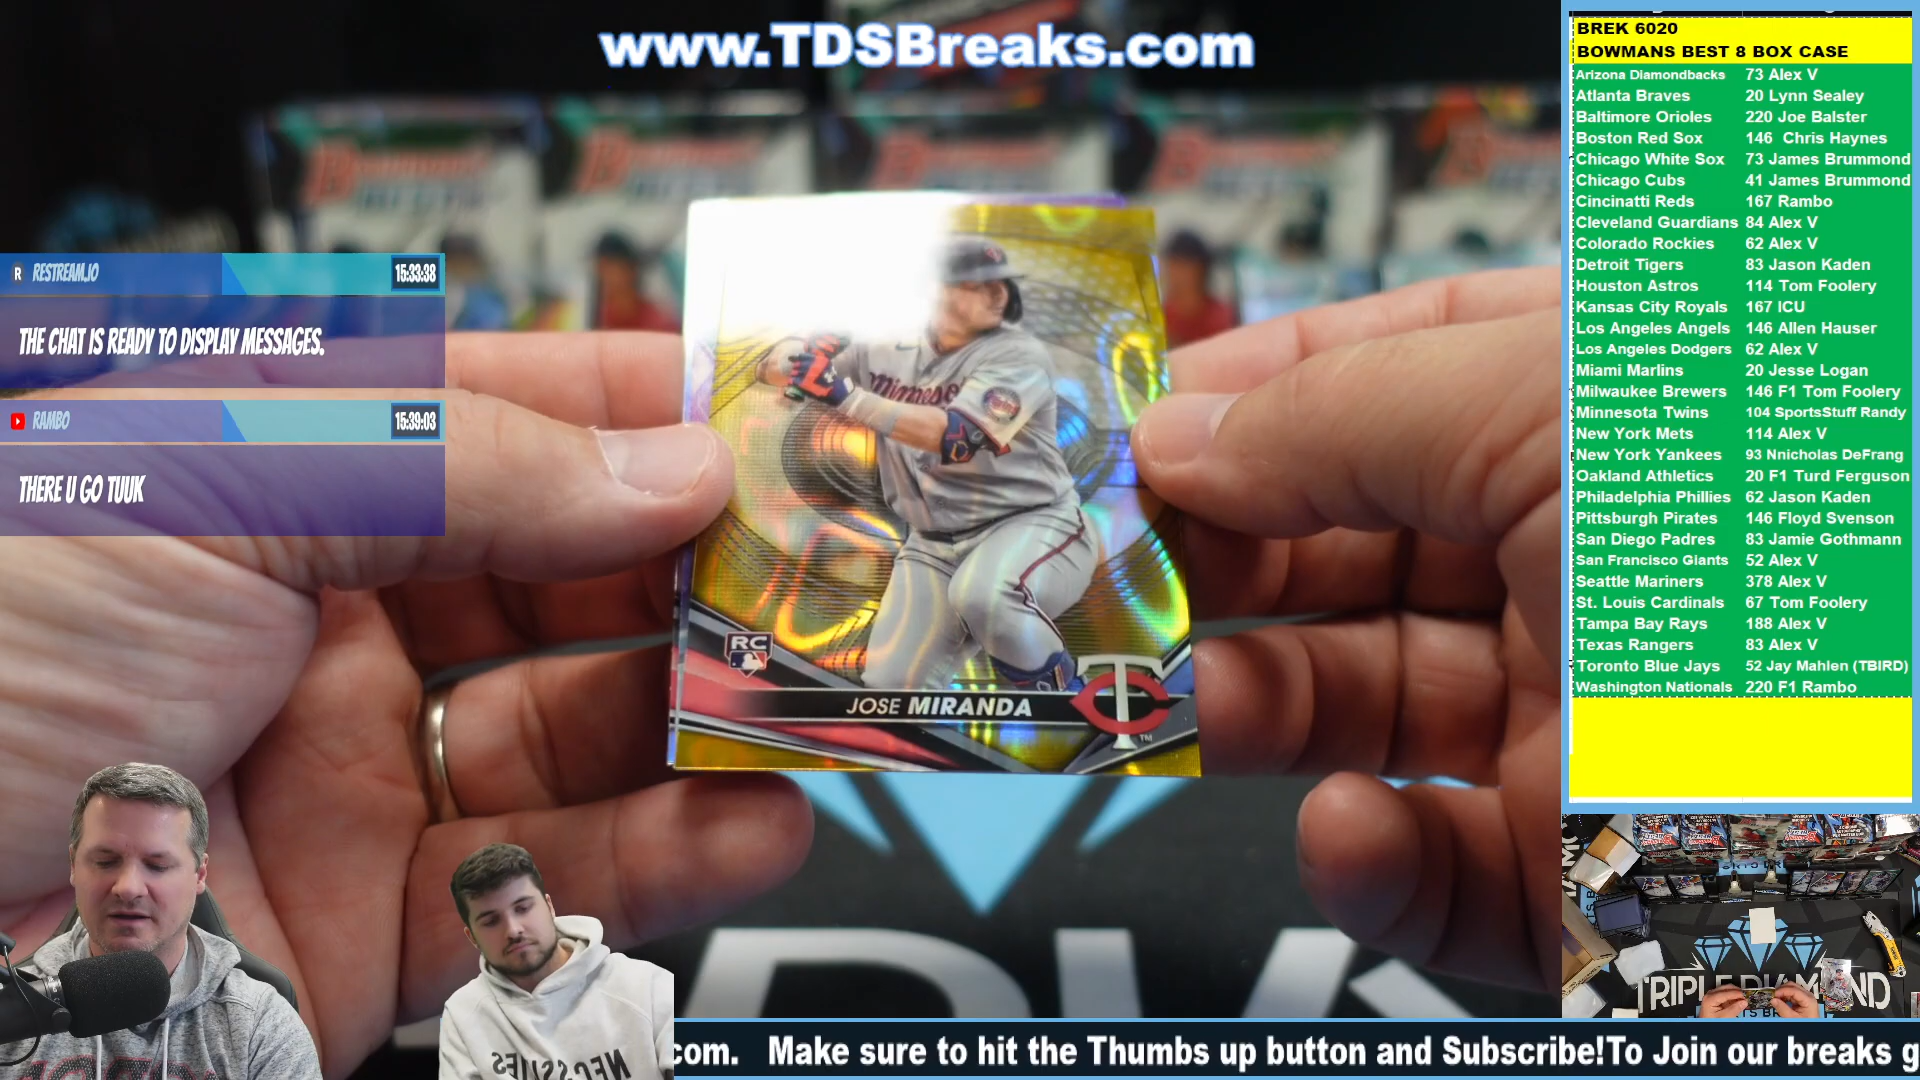 www.TDSBreaks.com
R RESTREAM.IO 15:33:38
THE CHAT IS READY TO DISPLAY MESSAGES.
RAMBO 15:39:03
THERE U GO TUUK
Minneso
RC
JOSE MIRANDA
TC
TM
BREK 6020
BOWMANS BEST 8 BOX CASE
Arizona Diamondbacks 73 Alex V
Atlanta Braves 20 Lynn Sealey
Baltimore Orioles 220 Joe Balster
Boston Red Sox 146 Chris Haynes
Chicago White Sox 73 James Brummond
Chicago Cubs 41 James Brummond
Cincinatti Reds 167 Rambo
Cleveland Guardians 84 Alex V
Colorado Rockies 62 Alex V
Detroit Tigers 83 Jason Kaden
Houston Astros 114 Tom Foolery
Kansas City Royals 167 ICU
Los Angeles Angels 146 Allen Hauser
Los Angeles Dodgers 62 Alex V
Miami Marlins 20 Jesse Logan
Milwaukee Brewers 146 F1 Tom Foolery
Minnesota Twins 104 SportsStuff Randy
New York Mets 114 Alex V
New York Yankees 93 Nnicholas DeFrang
Oakland Athletics 20 F1 Turd Ferguson
Philadelphia Phillies 62 Jason Kaden
Pittsburgh Pirates 146 Floyd Svenson
San Diego Padres 83 Jamie Gothmann
San Francisco Giants 52 Alex V
Seattle Mariners 378 Alex V
St. Louis Cardinals 67 Tom Foolery
Tampa Bay Rays 188 Alex V
Texas Rangers 83 Alex V
Toronto Blue Jays 52 Jay Mahlen (TBIRD)
Washington Nationals 220 F1 Rambo
TRIPLE DIAMOND
com. Make sure to hit the Thumbs up button and Subscribe!To Join our breaks g